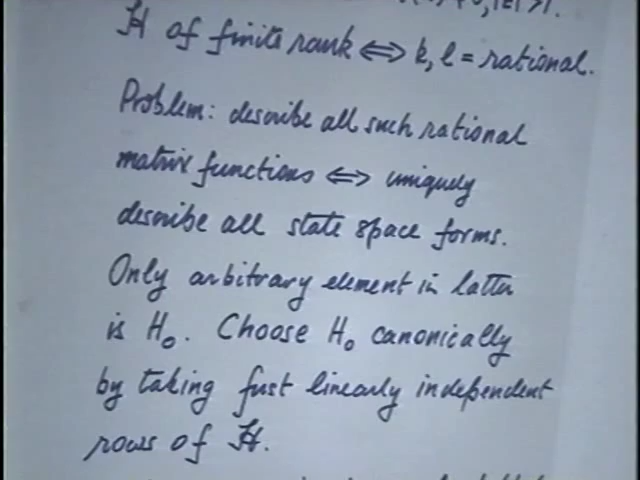 ℋ of finite rank ⟺ k, l = rational.
Problem: describe all such rational
matrix functions ⟺ uniquely
describe all state space forms.
Only arbitrary element in latter
is H₀. Choose H₀ canonically
by taking first linearly independent
rows of ℋ.